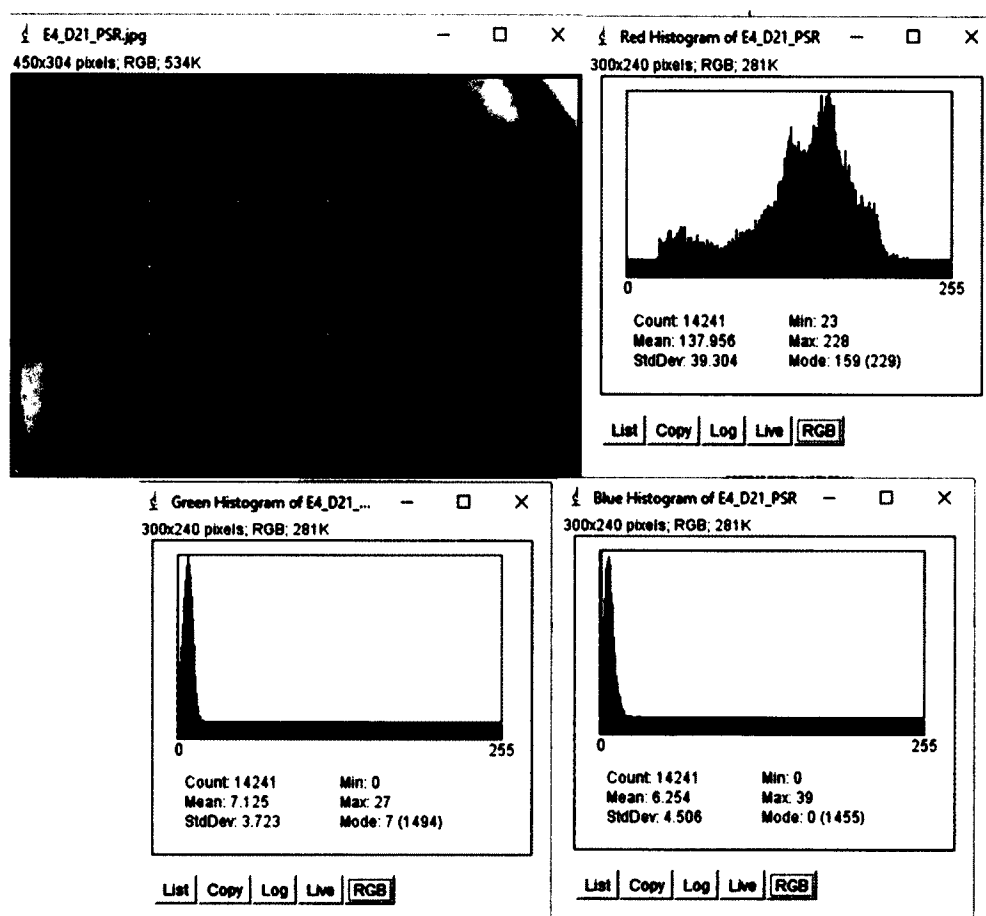 E4_D21_PSR.jpg
450x304 pixels; RGB; 534K
Red Histogram of E4_D21_PSR
300x240 pixels; RGB; 281K
0 255
Count: 14241 Min: 23
Mean: 137.956 Max: 228
StdDev: 39.304 Mode: 159 (229)
List Copy Log Live RGB
Green Histogram of E4_D21_...
300x240 pixels; RGB; 281K
0 255
Count: 14241 Min: 0
Mean: 7.125 Max: 27
StdDev: 3.723 Mode: 7 (1494)
List Copy Log Live RGB
Blue Histogram of E4_D21_PSR
300x240 pixels; RGB; 281K
0 255
Count: 14241 Min: 0
Mean: 6.254 Max: 39
StdDev: 4.506 Mode: 0 (1455)
List Copy Log Live RGB